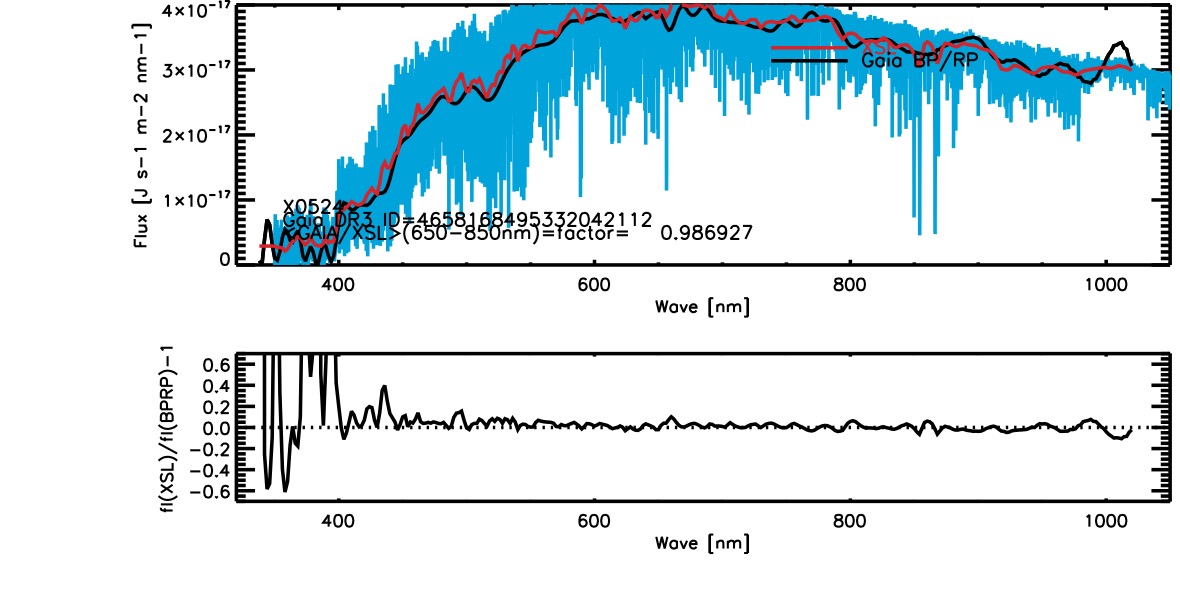 4×10⁻¹⁷
3×10⁻¹⁷
2×10⁻¹⁷
1×10⁻¹⁷
0
Flux [J s−1 m−2 nm−1]
XSL
Gaia BP/RP
X0524
Gaia DR3 ID=4658168495332042112
<GAIA/XSL>(650−850nm)=factor= 0.986927
400 600 800 1000
Wave [nm]
0.6
0.4
0.2
0.0
−0.2
−0.4
−0.6
fl(XSL)/fl(BPRP)−1
400 600 800 1000
Wave [nm]